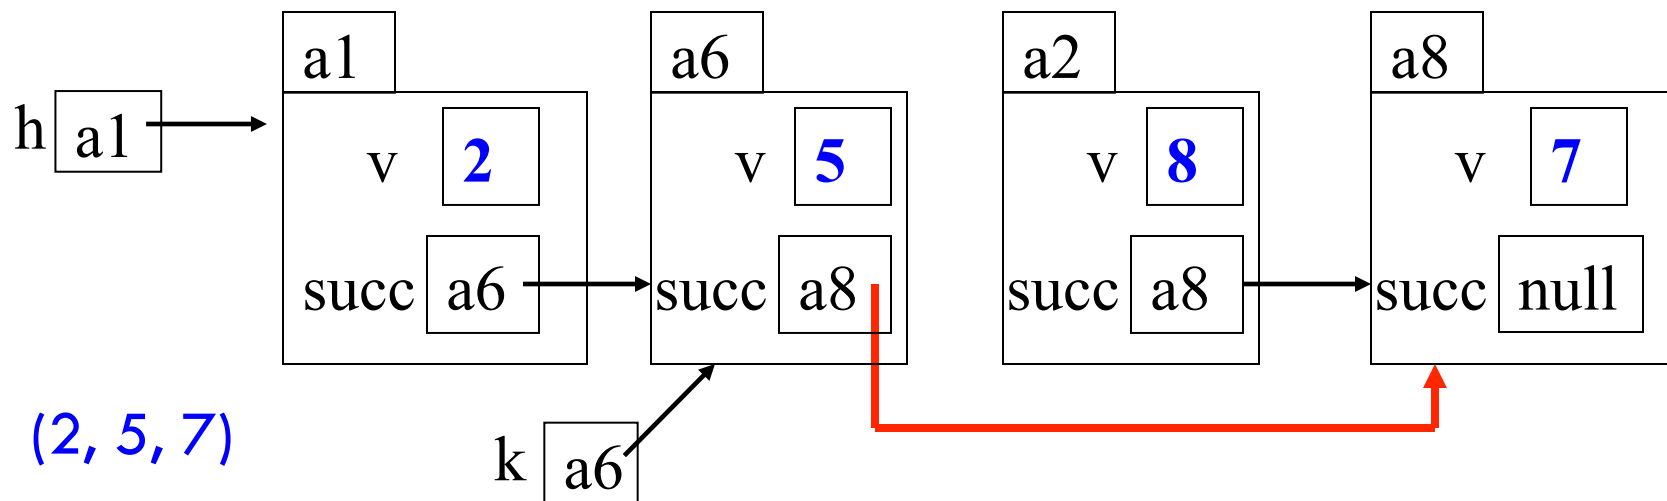 a1 a6 a2 a8
h a1
v 2 v 5 v 8 v 7
succ a6 succ a8 succ a8 succ null
(2, 5, 7)
k a6